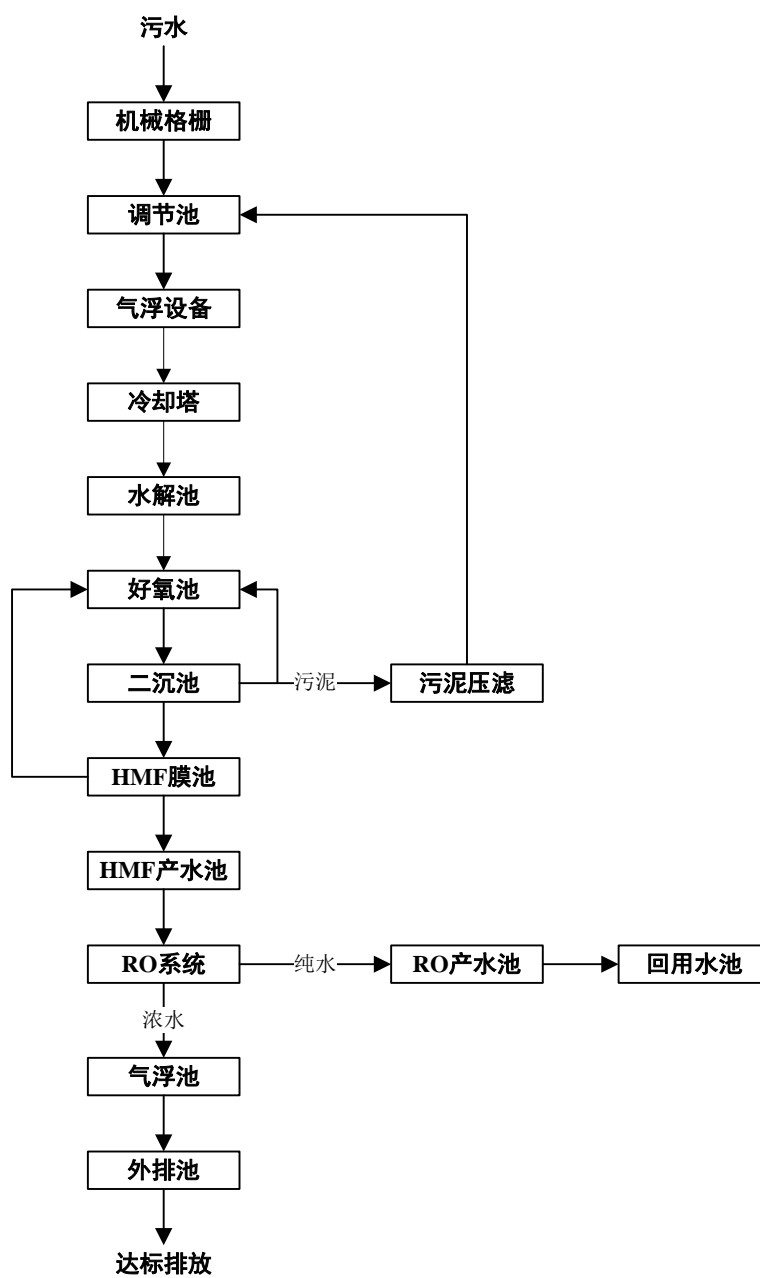 污水
机械格栅
调节池
气浮设备
冷却塔
水解池
好氧池
二沉池
污泥
污泥压滤
HMF膜池
HMF产水池
RO系统
纯水
RO产水池
回用水池
浓水
气浮池
外排池
达标排放